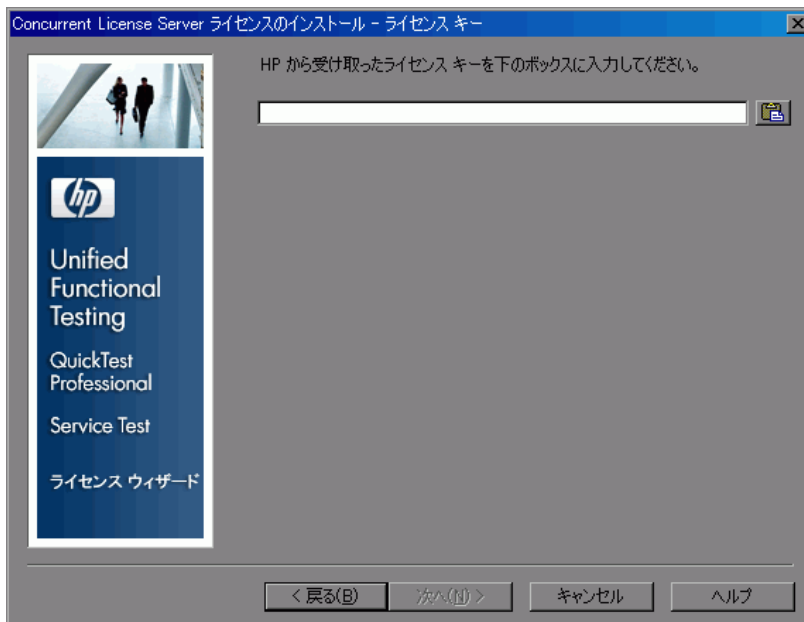 Concurrent License Server ライセンスのインストール - ライセンス キー
HP から受け取ったライセンス キーを下のボックスに入力してください。
hp
Unified
Functional
Testing
QuickTest
Professional
Service Test
ライセンス ウィザード
< 戻る(B)
次へ(N) >
キャンセル
ヘルプ